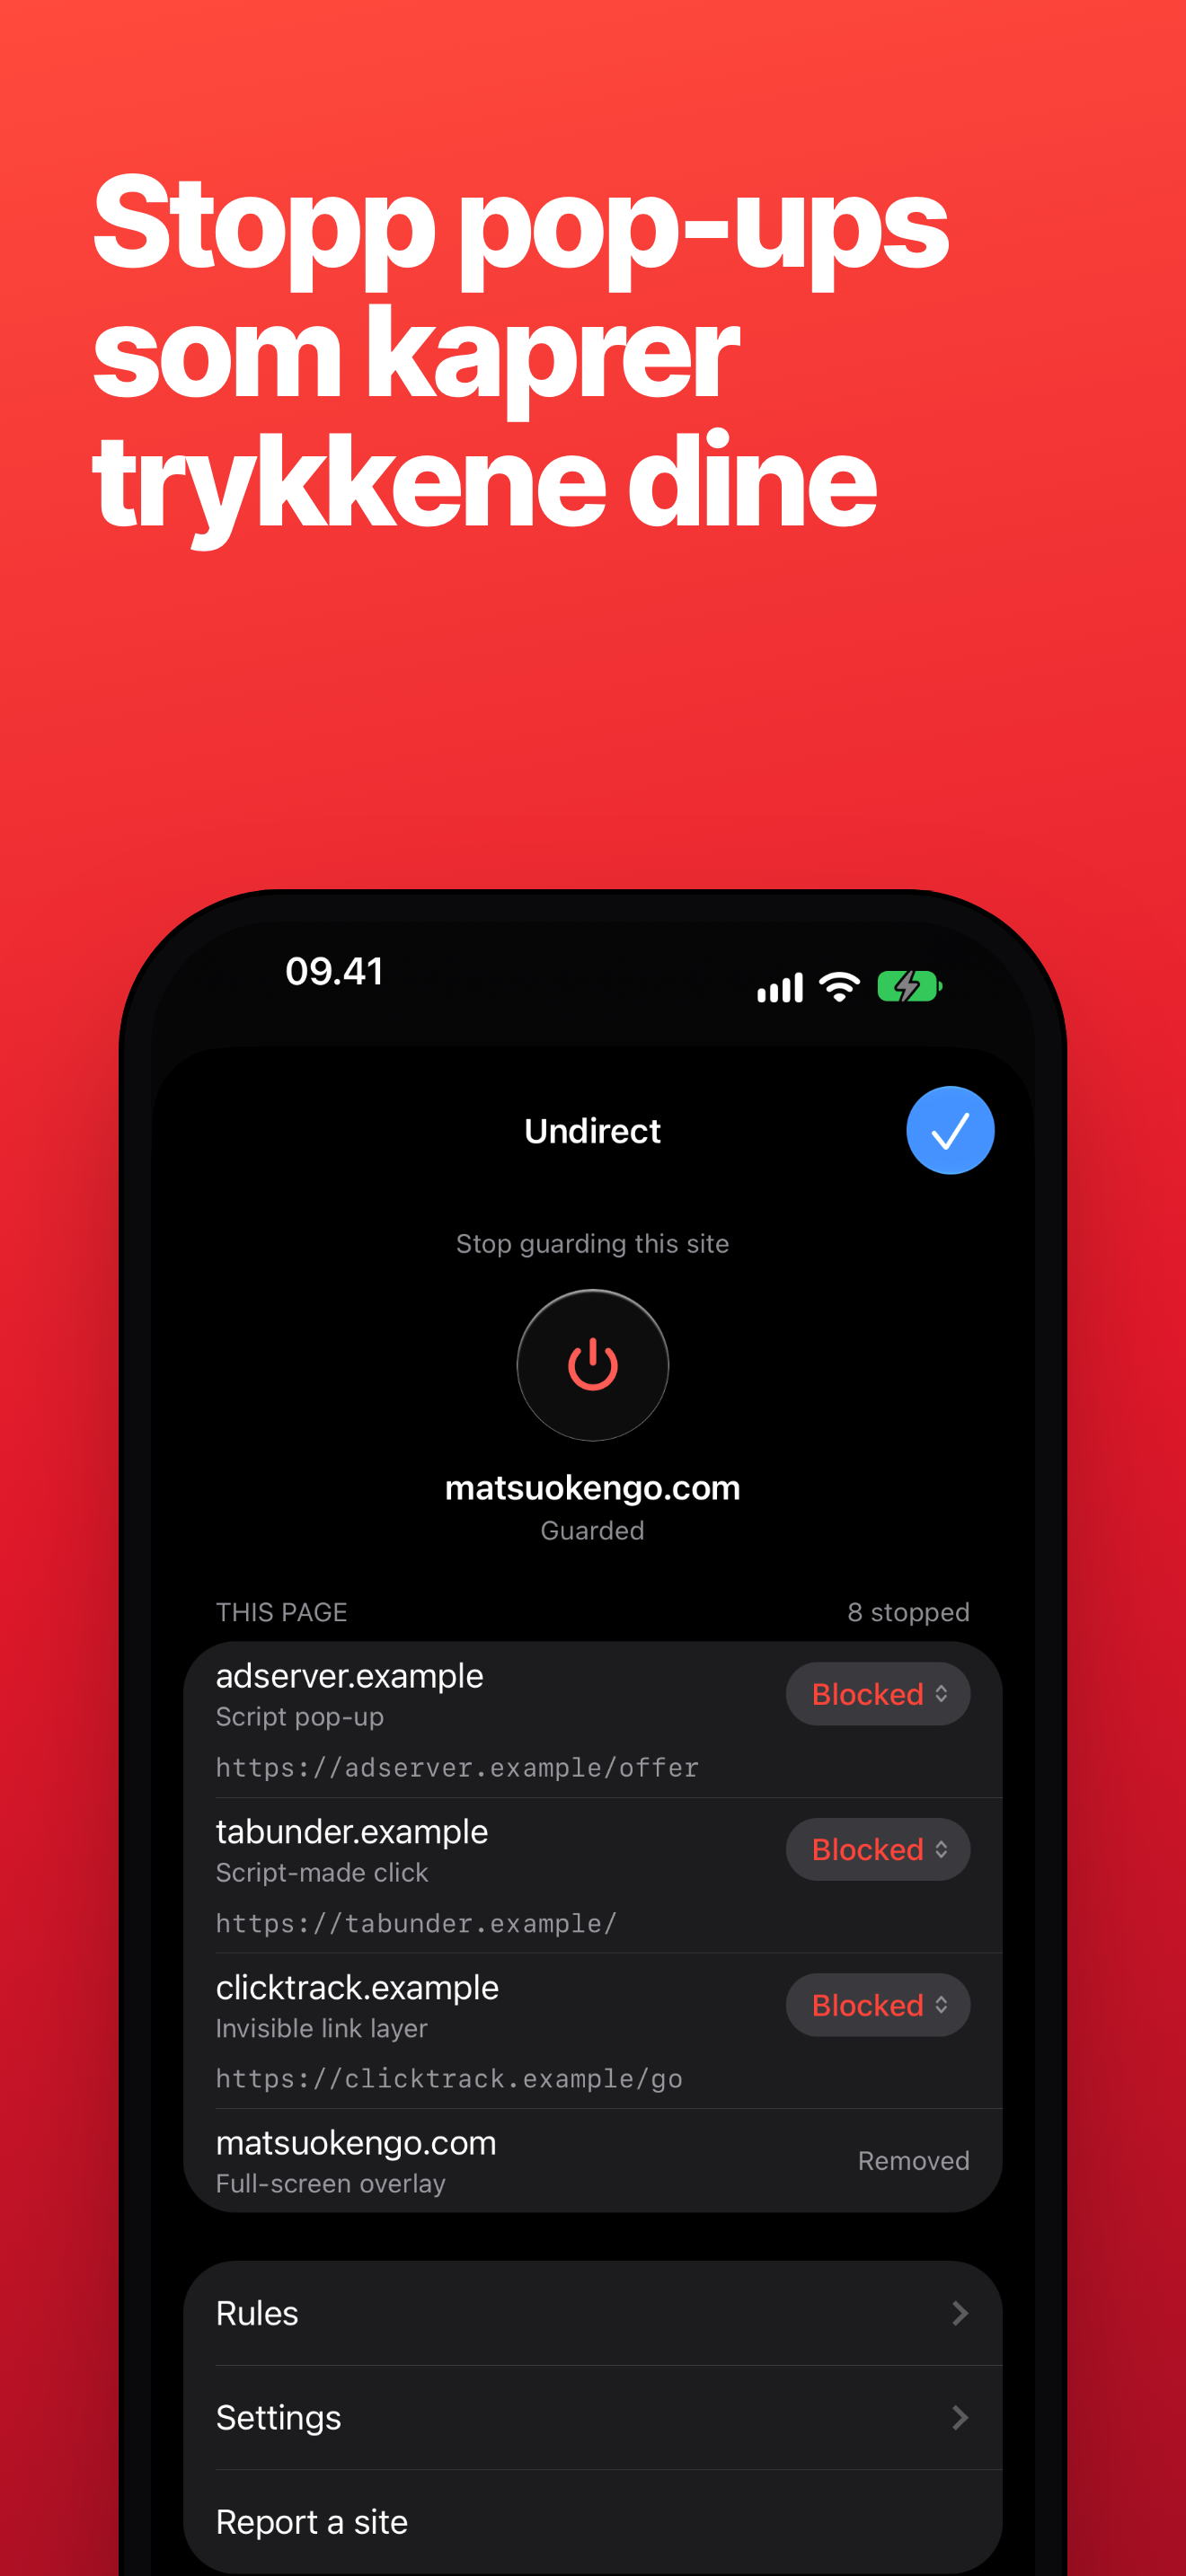 Stopp pop-ups
som kaprer
trykkene dine
09.41
Undirect
Stop guarding this site
matsuokengo.com
Guarded
THIS PAGE 8 stopped
adserver.example Blocked
Script pop-up
https://adserver.example/offer
tabunder.example Blocked
Script-made click
https://tabunder.example/
clicktrack.example Blocked
Invisible link layer
https://clicktrack.example/go
matsuokengo.com Removed
Full-screen overlay
Rules
Settings
Report a site